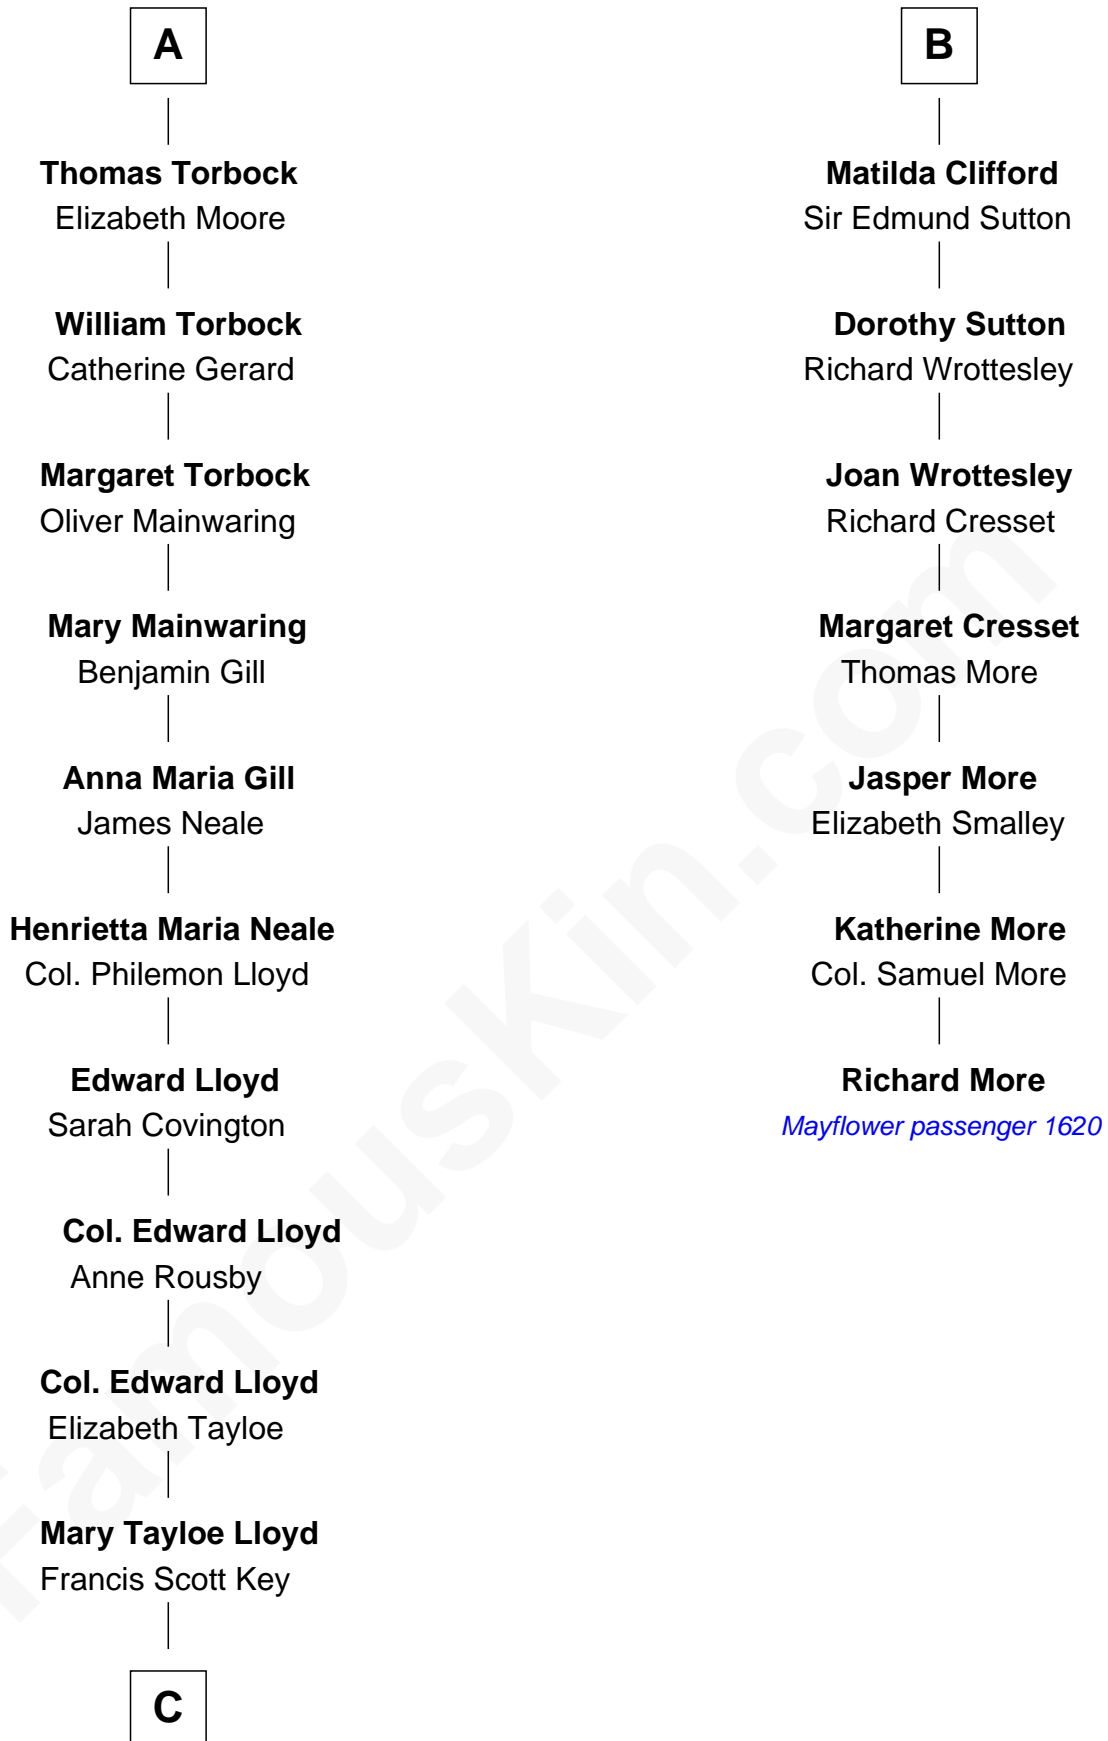 A
Thomas Torbock
Elizabeth Moore
William Torbock
Catherine Gerard
Margaret Torbock
Oliver Mainwaring
Mary Mainwaring
Benjamin Gill
Anna Maria Gill
James Neale
Henrietta Maria Neale
Col. Philemon Lloyd
Edward Lloyd
Sarah Covington
Col. Edward Lloyd
Anne Rousby
Col. Edward Lloyd
Elizabeth Tayloe
Mary Tayloe Lloyd
Francis Scott Key
C
B
Matilda Clifford
Sir Edmund Sutton
Dorothy Sutton
Richard Wrottesley
Joan Wrottesley
Richard Cresset
Margaret Cresset
Thomas More
Jasper More
Elizabeth Smalley
Katherine More
Col. Samuel More
Richard More
Mayflower passenger 1620
FamousKin.com